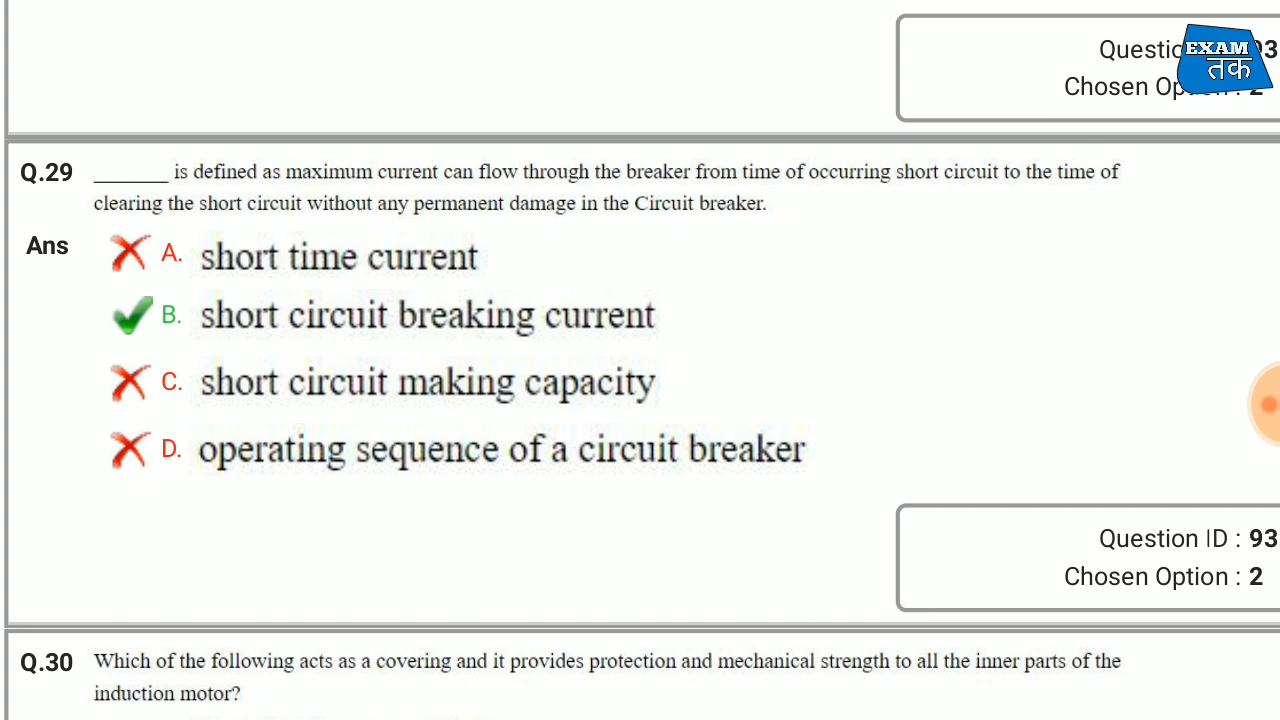 EXAM
तक
Chosen
Q.29 _______ is defined as maximum current can flow through the breaker from time of occurring short circuit to the time of
clearing the short circuit without any permanent damage in the Circuit breaker.
Ans A. short time current
B. short circuit breaking current
C. short circuit making capacity
D. operating sequence of a circuit breaker
Question ID : 93
Chosen Option : 2
Q.30 Which of the following acts as a covering and it provides protection and mechanical strength to all the inner parts of the
induction motor?